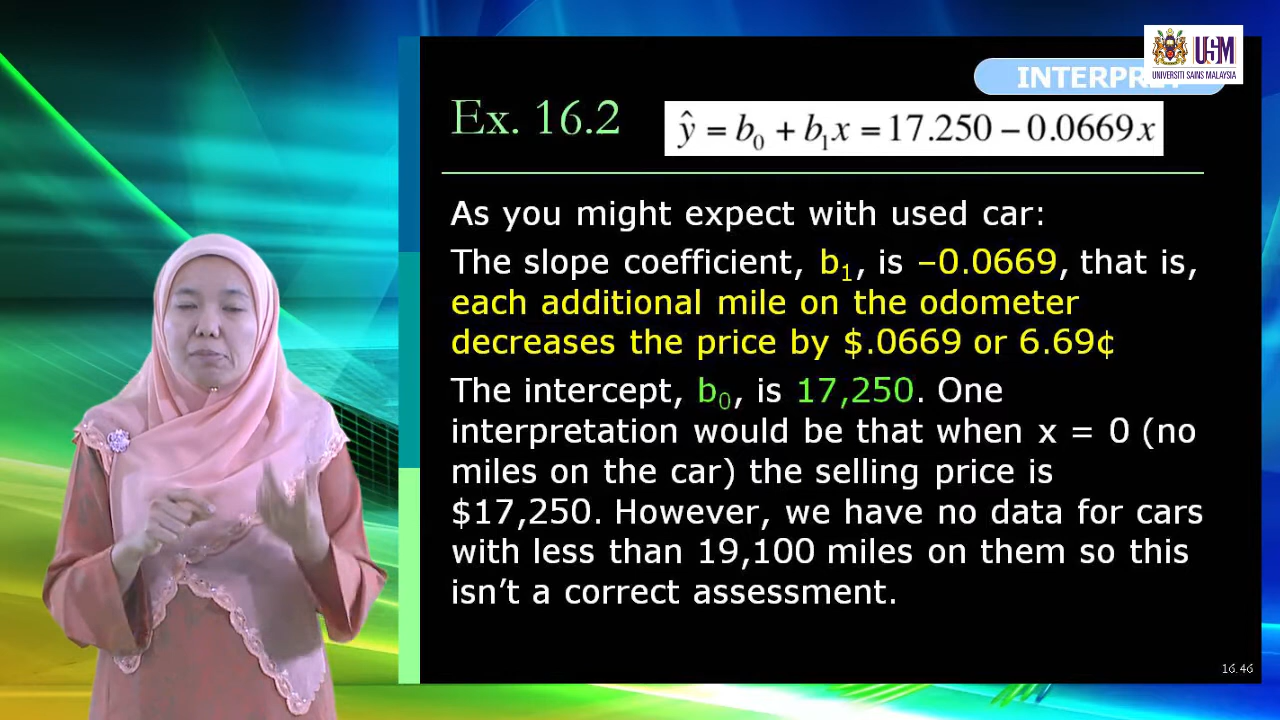 USM
UNIVERSITI SAINS MALAYSIA
Ex. 16.2
ŷ = b₀ + b₁x = 17.250 − 0.0669x
As you might expect with used car:
The slope coefficient, b₁, is –0.0669, that is,
each additional mile on the odometer
decreases the price by $.0669 or 6.69¢
The intercept, b₀, is 17,250. One
interpretation would be that when x = 0 (no
miles on the car) the selling price is
$17,250. However, we have no data for cars
with less than 19,100 miles on them so this
isn’t a correct assessment.
16.46